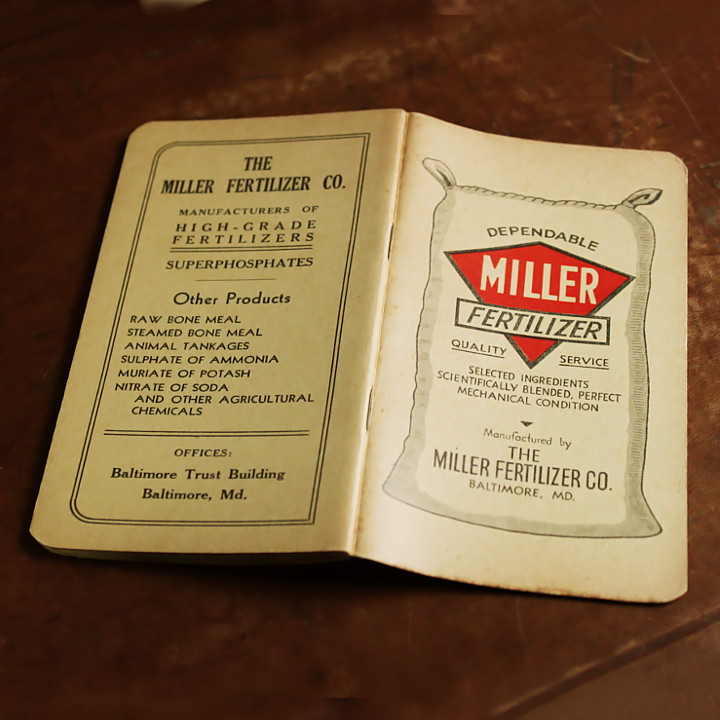 THE
MILLER FERTILIZER CO.
MANUFACTURERS OF
HIGH-GRADE
FERTILIZERS
SUPERPHOSPHATES
Other Products
RAW BONE MEAL
STEAMED BONE MEAL
ANIMAL TANKAGES
SULPHATE OF AMMONIA
MURIATE OF POTASH
NITRATE OF SODA
AND OTHER AGRICULTURAL
CHEMICALS
OFFICES:
Baltimore Trust Building
Baltimore, Md.
DEPENDABLE
MILLER
FERTILIZER
QUALITY SERVICE
SELECTED INGREDIENTS
SCIENTIFICALLY BLENDED, PERFECT
MECHANICAL CONDITION
Manufactured by
THE
MILLER FERTILIZER CO.
BALTIMORE, MD.